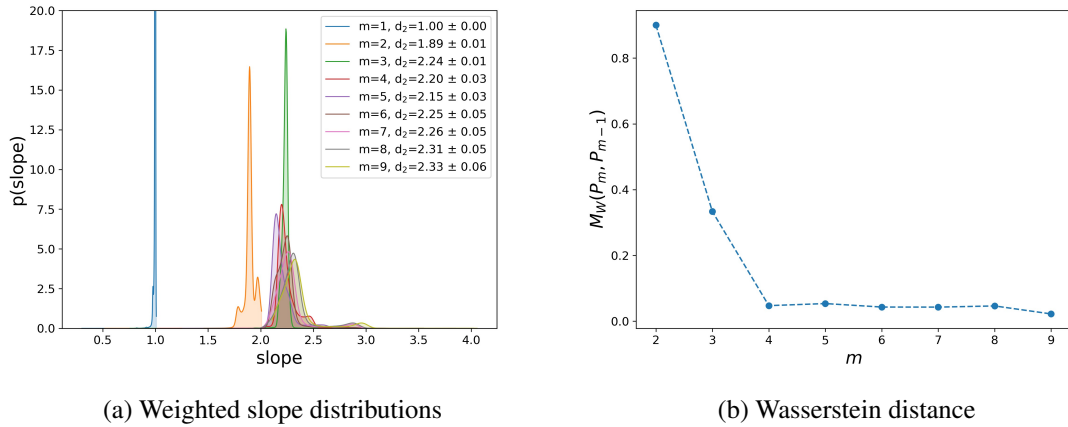 20.0
17.5
15.0
12.5
10.0
7.5
5.0
2.5
0.0
p(slope)
0.5 1.0 1.5 2.0 2.5 3.0 3.5 4.0
slope
m=1, d₂=1.00 ± 0.00
m=2, d₂=1.89 ± 0.01
m=3, d₂=2.24 ± 0.01
m=4, d₂=2.20 ± 0.03
m=5, d₂=2.15 ± 0.03
m=6, d₂=2.25 ± 0.05
m=7, d₂=2.26 ± 0.05
m=8, d₂=2.31 ± 0.05
m=9, d₂=2.33 ± 0.06
(a) Weighted slope distributions
0.8
0.6
0.4
0.2
0.0
M_W(P_m, P_{m−1})
2 3 4 5 6 7 8 9
m
(b) Wasserstein distance